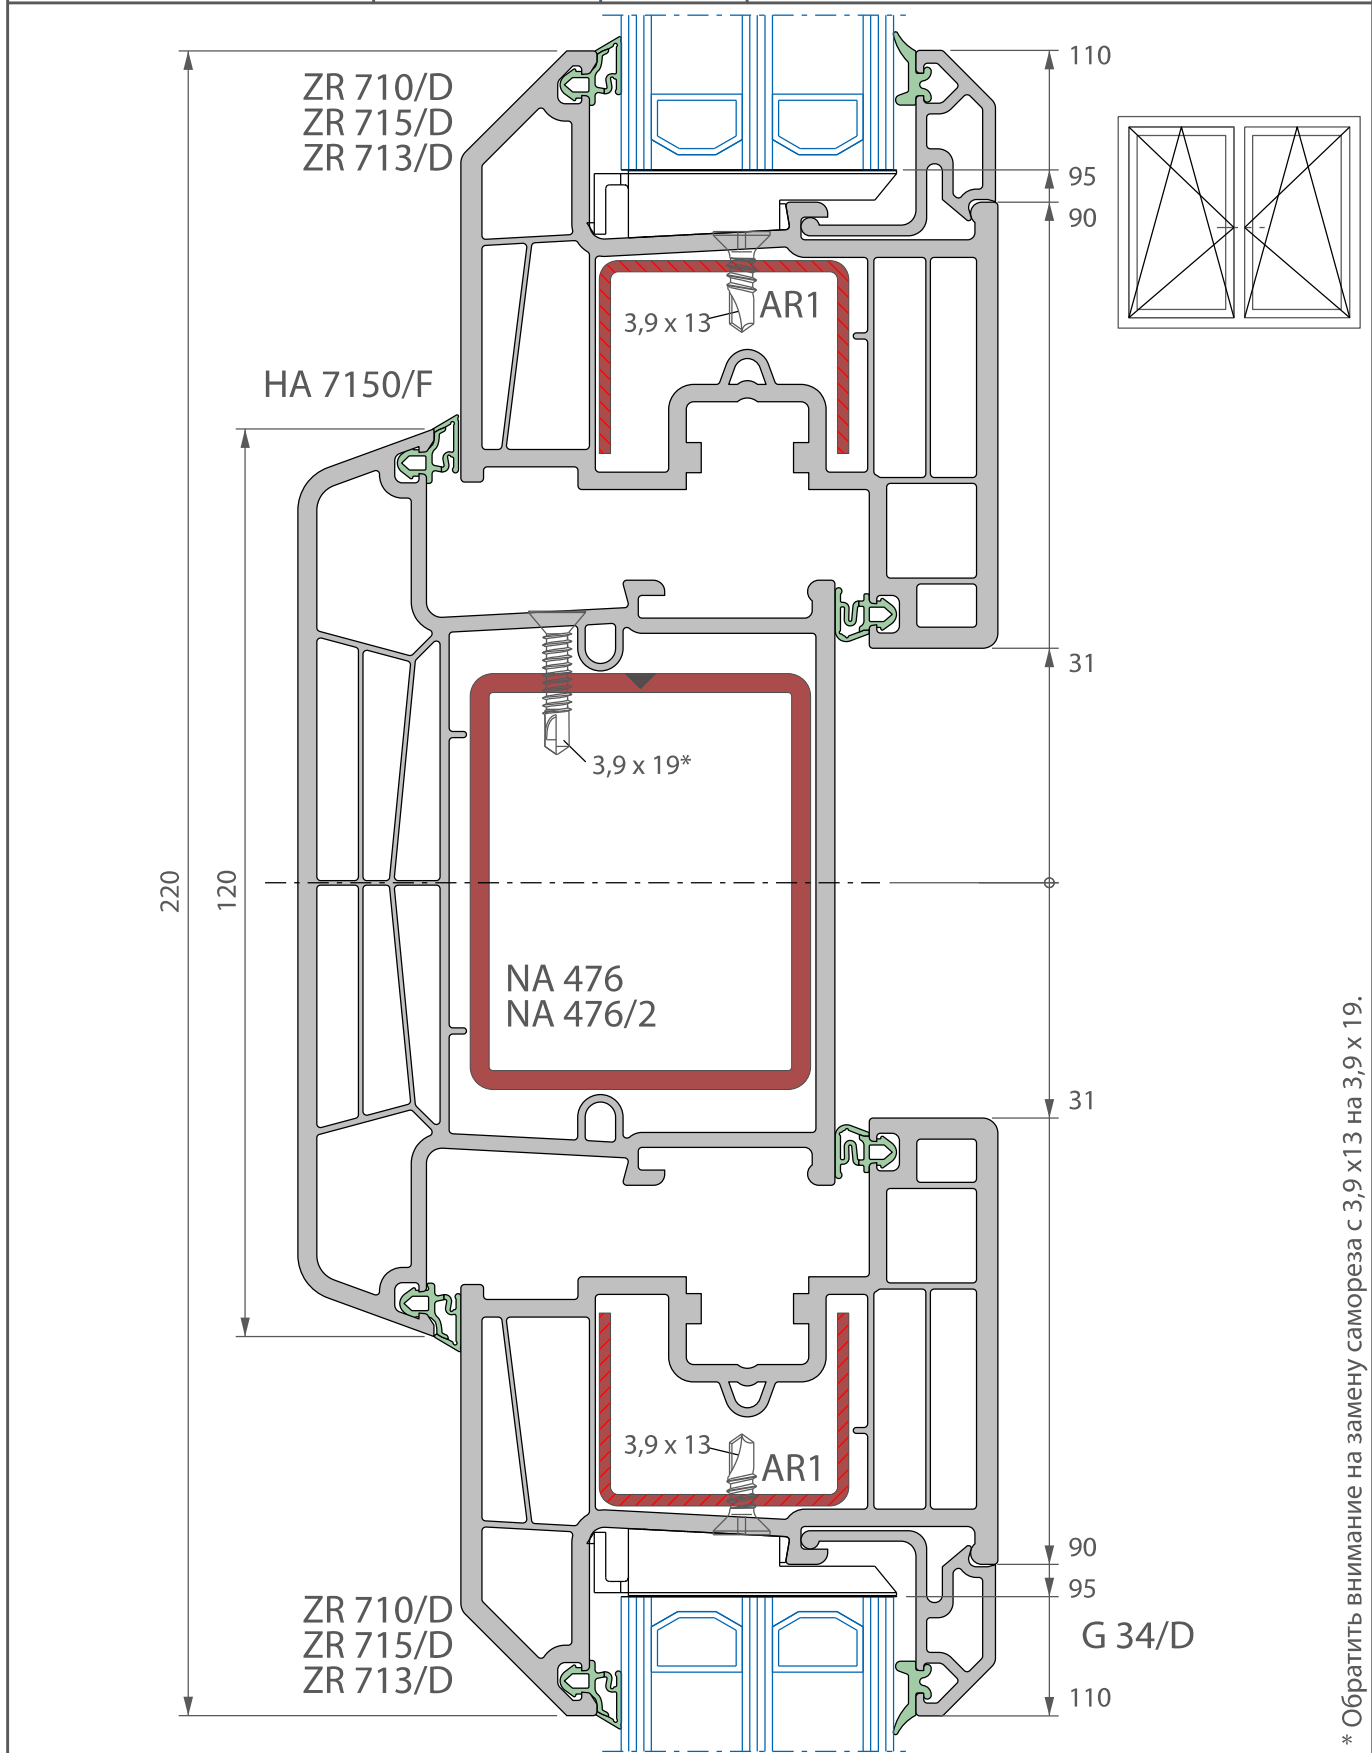 110
ZR 710/D
ZR 715/D
ZR 713/D
95
90
AR1
3,9 x 13
HA 7150/F
31
3,9 x 19*
220
120
NA 476
NA 476/2
31
3,9 x 13
AR1
90
95
ZR 710/D
ZR 715/D
ZR 713/D
G 34/D
110
* Обратить внимание на замену самореза с 3,9 x13 на 3,9 x 19.